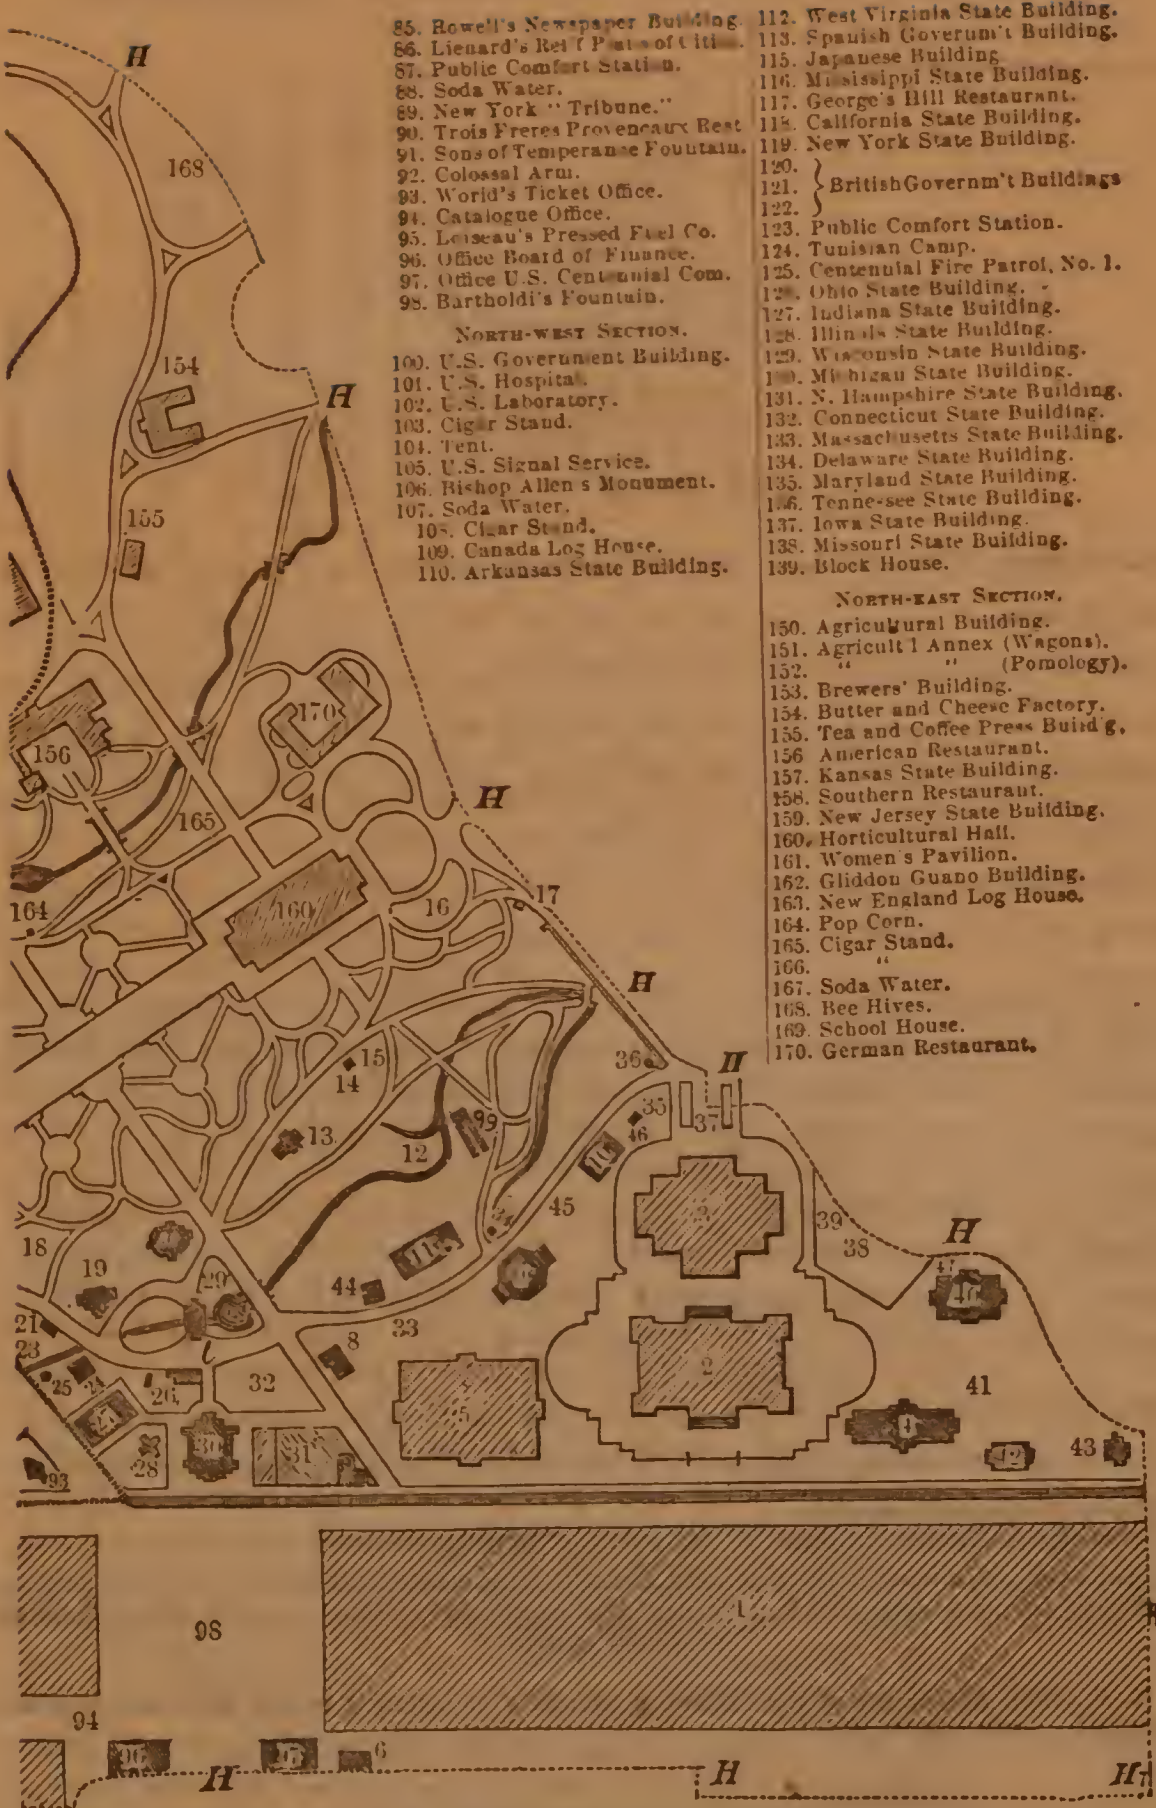 85. Rowell's Newspaper Building.
86. Lienard's Reli f P of Citi .
87. Public Comfort Station.
88. Soda Water.
89. New York "Tribune."
90. Trois Freres Provencaux Rest
91. Sons of Temperance Fountain.
92. Colossal Arm.
93. World's Ticket Office.
94. Catalogue Office.
95. Loiseau's Pressed Fuel Co.
96. Office Board of Finance.
97. Office U.S. Centennial Com.
98. Bartholdi's Fountain.
NORTH-WEST SECTION.
100. U.S. Government Building.
101. U.S. Hospital.
102. U.S. Laboratory.
103. Cigar Stand.
104. Tent.
105. U.S. Signal Service.
106. Bishop Allen s Monument.
107. Soda Water.
108. Cigar Stand.
109. Canada Log House.
110. Arkansas State Building.
112. West Virginia State Building.
113. Spanish Governm't Building.
115. Japanese Building
116. Mississippi State Building.
117. George's Hill Restaurant.
118. California State Building.
119. New York State Building.
120.
121. } British Governm't Buildings
122.
123. Public Comfort Station.
124. Tunisian Camp.
125. Centennial Fire Patrol, No. 1.
126. Ohio State Building.
127. Indiana State Building.
128. Illinois State Building.
129. Wisconsin State Building.
130. Michigan State Building.
131. N. Hampshire State Building.
132. Connecticut State Building.
133. Massachusetts State Building.
134. Delaware State Building.
135. Maryland State Building.
136. Tennessee State Building.
137. Iowa State Building.
138. Missouri State Building.
139. Block House.
NORTH-EAST SECTION.
150. Agricultural Building.
151. Agricult'l Annex (Wagons).
152. " " (Pomology).
153. Brewers' Building.
154. Butter and Cheese Factory.
155. Tea and Coffee Press Build'g.
156 American Restaurant.
157. Kansas State Building.
158. Southern Restaurant.
159. New Jersey State Building.
160. Horticultural Hall.
161. Women's Pavilion.
162. Gliddon Guano Building.
163. New England Log House.
164. Pop Corn.
165. Cigar Stand.
166. "
167. Soda Water.
168. Bee Hives.
169. School House.
170. German Restaurant.
H
168
154
H
155
170
156
H
165
164
160
16
17
H
36
H
15
14
35
37
13
12
99
46
45
3
39
38
H
18
19
29
44
47
40
21
23
33
8
25
24
26
32
5
2
41
27
30
31
28
4
42
43
93
98
1
94
96
97
6
H
H
H